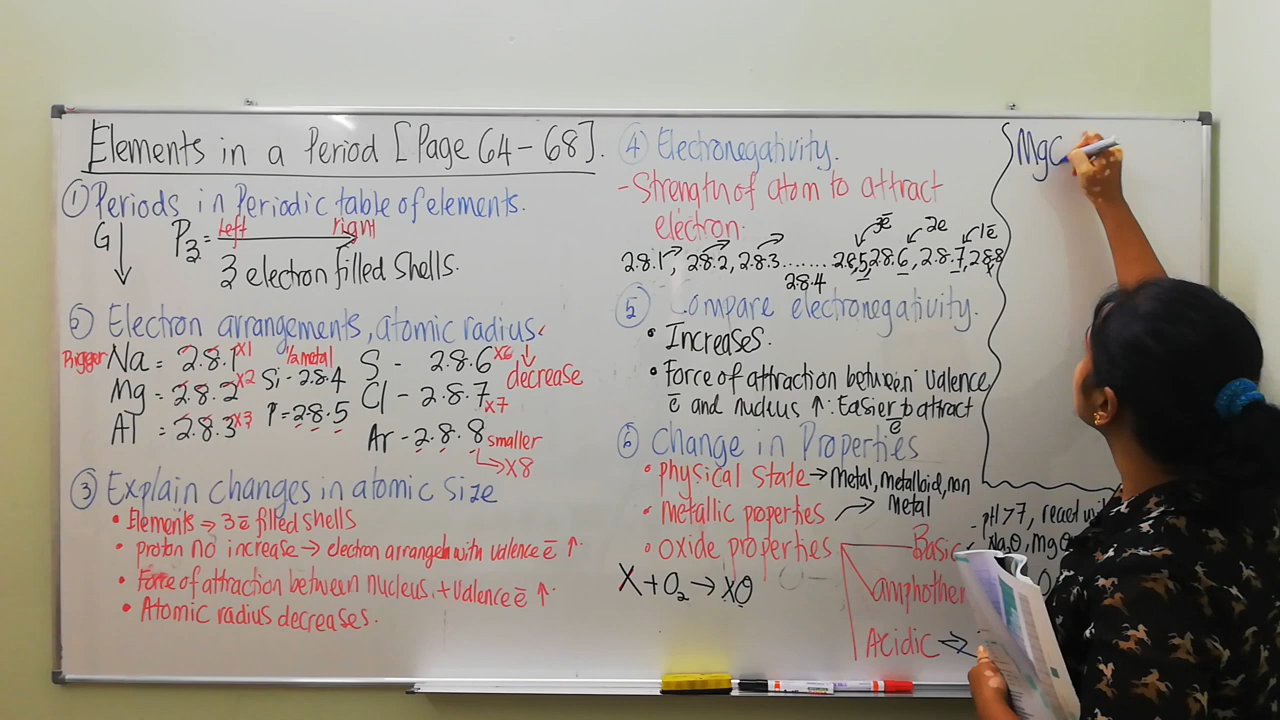 Elements in a Period [Page 64-68].
① Periods in Periodic table of elements.
G ↓ P3 = left → right
3 electron filled shells.
② Electron arrangements, atomic radius
decrease
Bigger Na = 2.8.1 x1
Mg = 2.8.2 x2
Al = 2.8.3 x3
½ metal
Si - 2.8.4
P = 2.8.5
S - 2.8.6 x6
Cl - 2.8.7 x7
Ar - 2.8.8 smaller
x8
③ Explain changes in atomic size
• Elements → 3ē filled shells
• proton no increase → electron arrangeh with valence ē ↑.
• Force of attraction between nucleus + valence ē ↑.
• Atomic radius decreases.
④ Electronegativity.
- Strength of atom to attract
electron.
3ē 2e 1ē
2.8.1, 2.8.2, 2.8.3........ 2.8.5, 2.8.6, 2.8.7, 2.8.8
2.8.4
⑤ Compare electronegativity.
• Increases.
• Force of attraction between valence
ē and nucleus ↑. Easier to attract
ē
⑥ Change in Properties
• physical state → Metal, metalloid, non
Metal
• Metallic properties
• oxide properties
Basic
X + O2 → XO
Acidic ⇔
MgO
- pH >7, react
Na2O, MgO